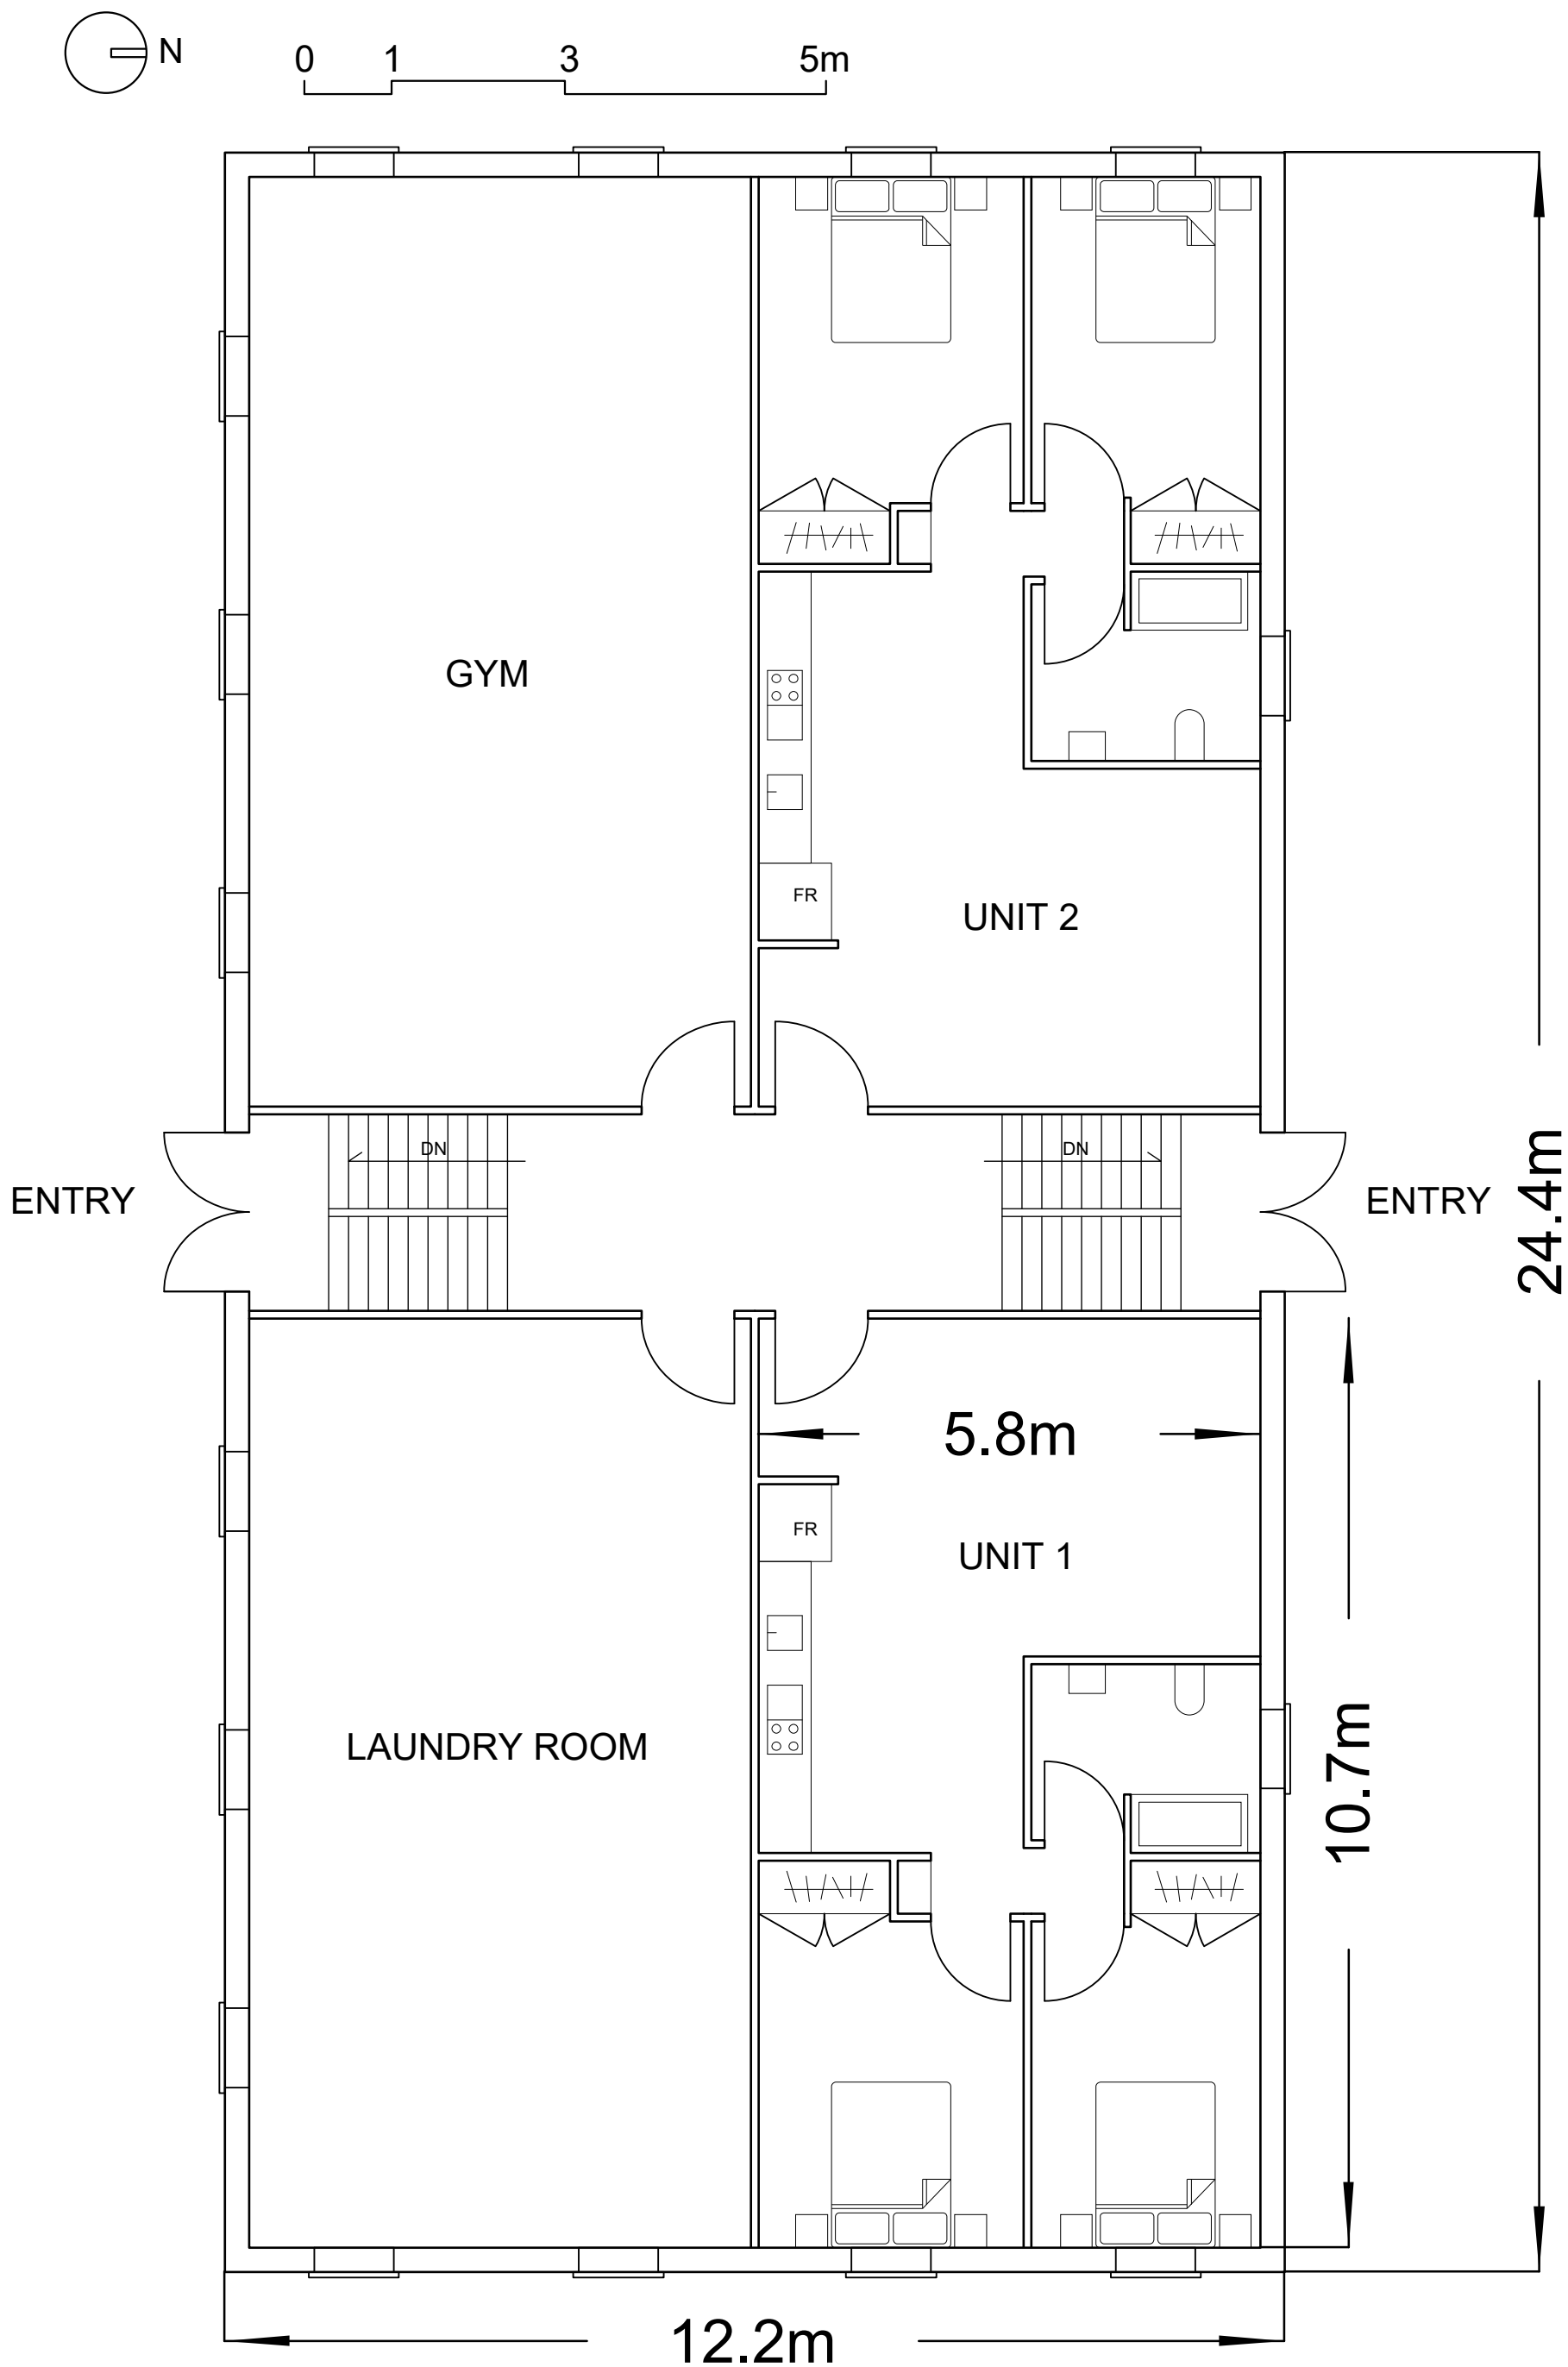 N
0 1 3 5m
GYM
FR
UNIT 2
DN DN
ENTRY ENTRY
24.4m
5.8m
FR
UNIT 1
LAUNDRY ROOM
10.7m
12.2m